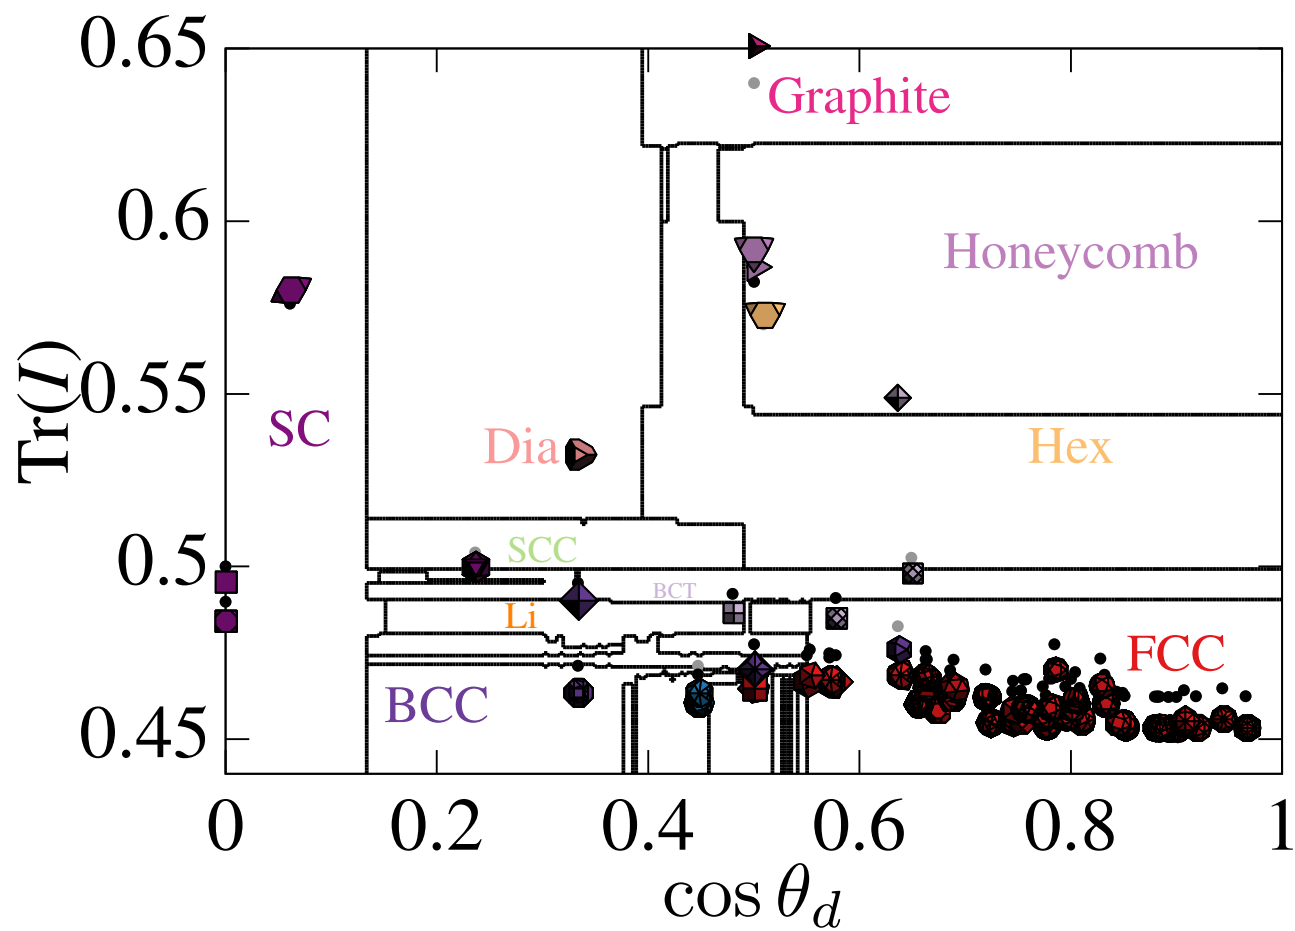 0.65
Graphite
0.6
Honeycomb
Tr(I)
0.55
SC
Dia
Hex
SCC
0.5
BCT
Li
FCC
BCC
0.45
0 0.2 0.4 0.6 0.8 1
cos θd